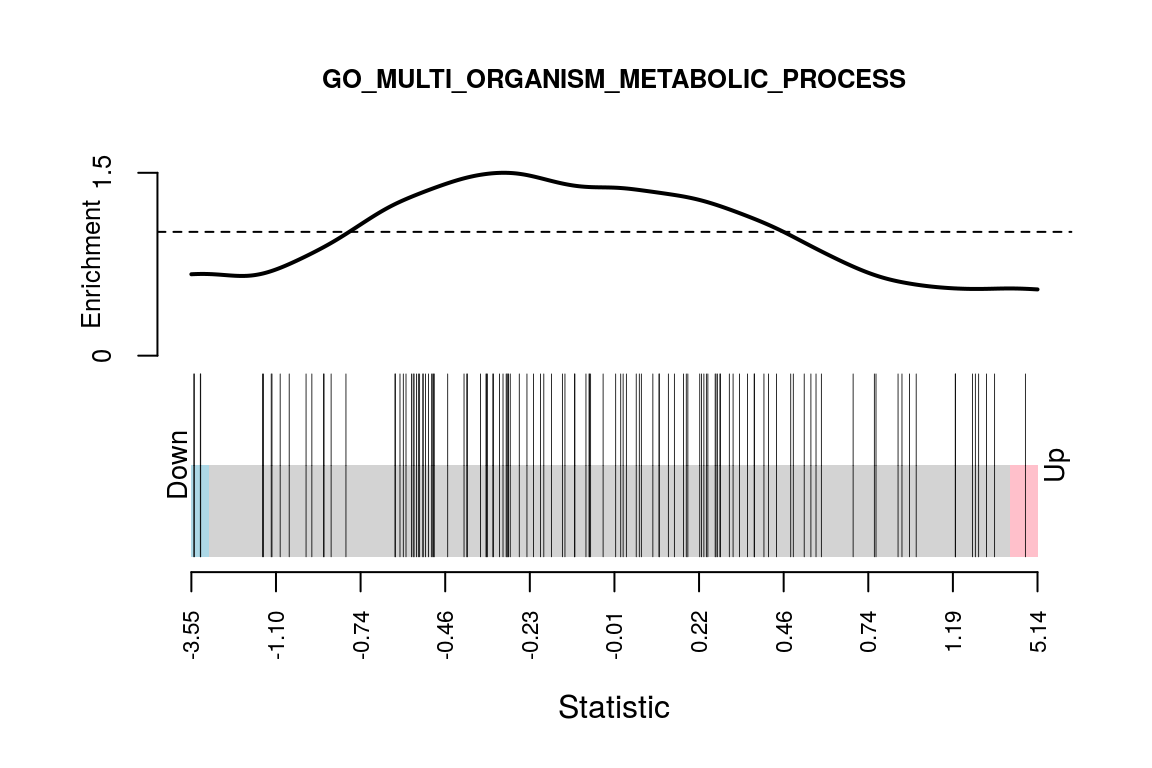 GO_MULTI_ORGANISM_METABOLIC_PROCESS
1.5
Enrichment
0
Down
Up
-3.55
-1.10
-0.74
-0.46
-0.23
-0.01
0.22
0.46
0.74
1.19
5.14
Statistic